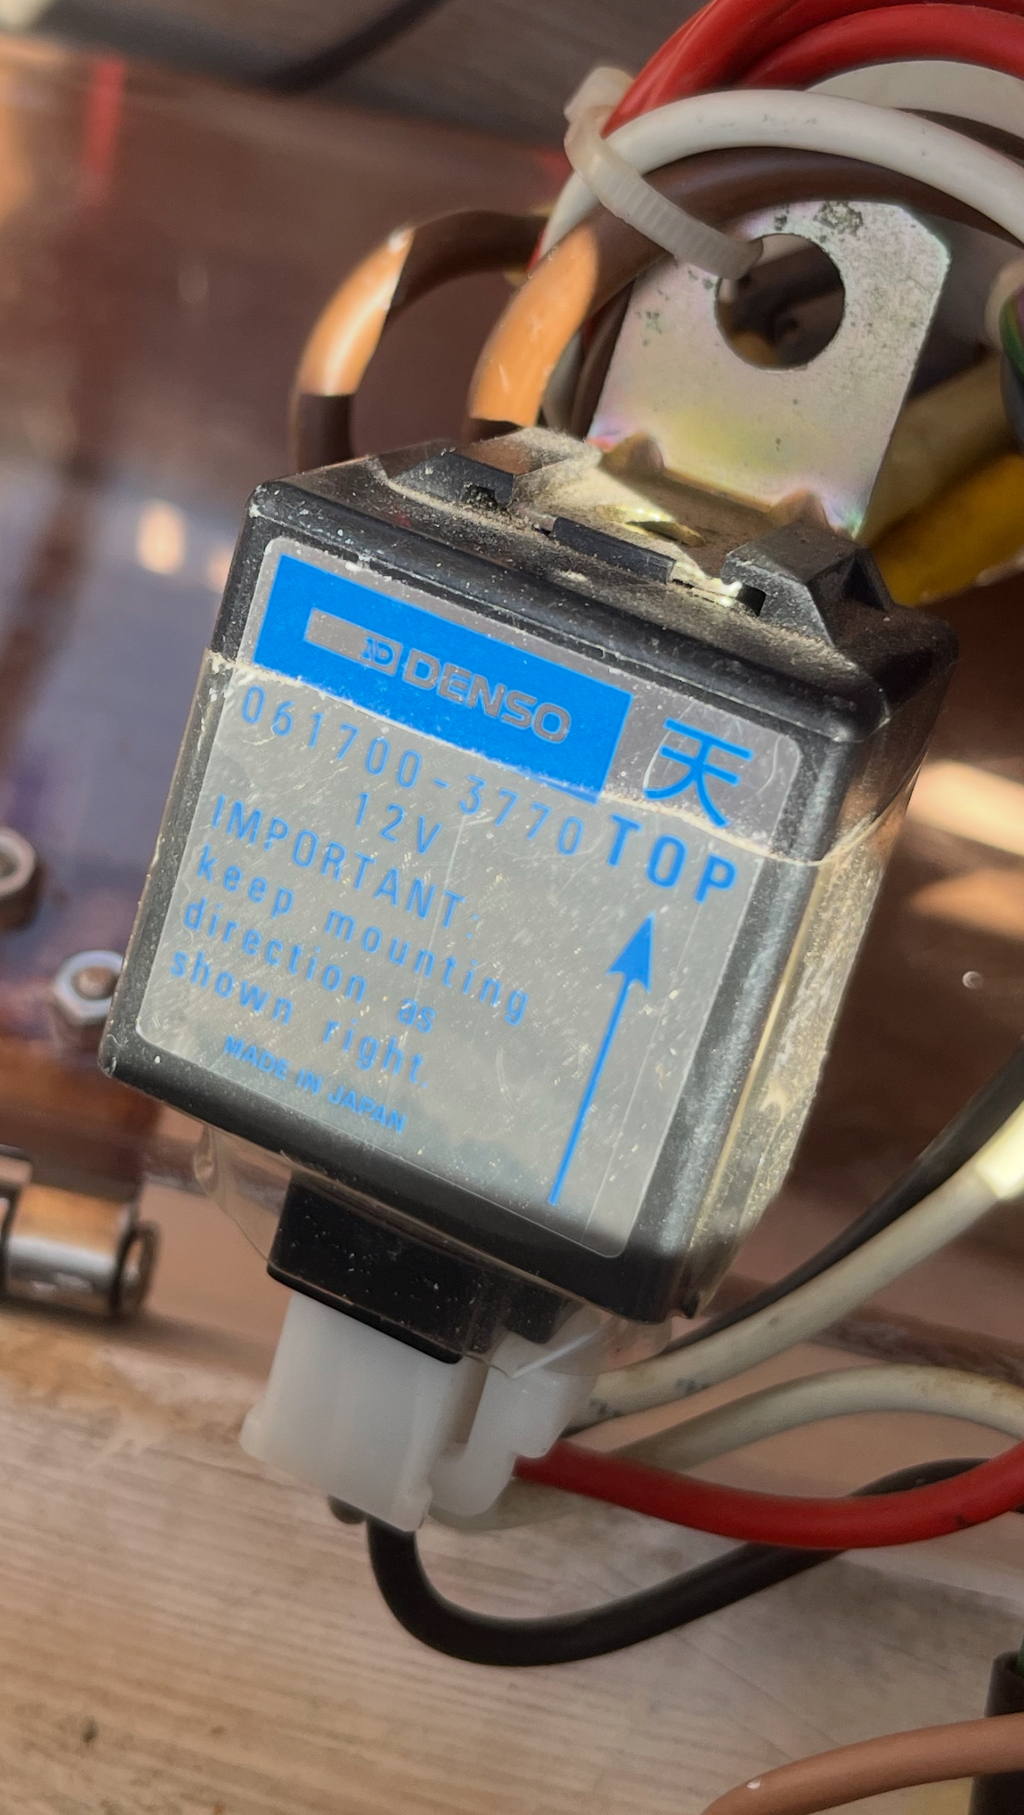 DENSO
天
061700-3770
TOP
12V
IMPORTANT:
keep mounting
direction as
shown right.
MADE IN JAPAN